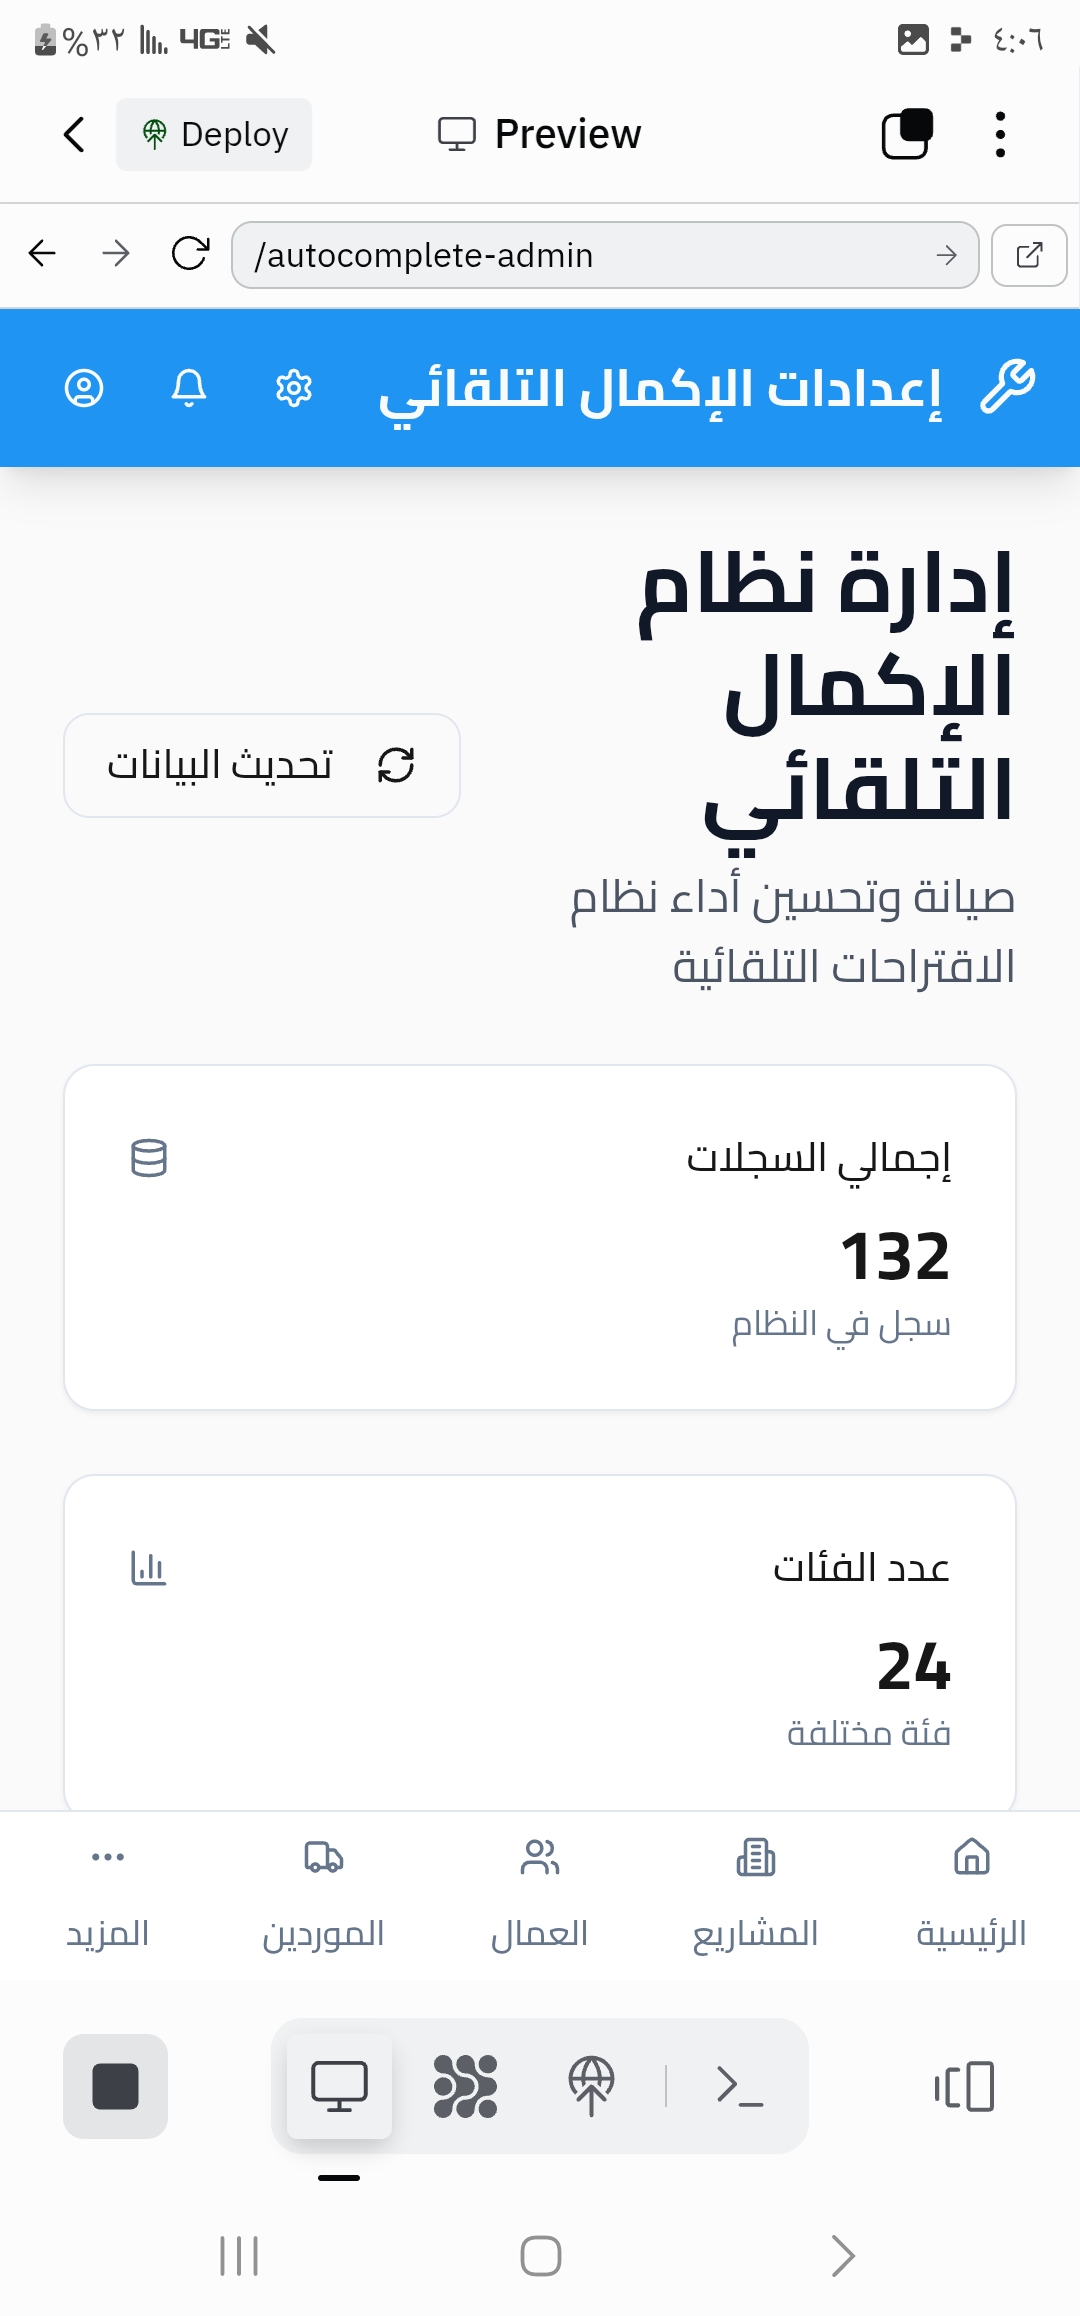 %٣٢ 4G LTE ٤:٠٦
Deploy
Preview
/autocomplete-admin
إعدادات الإكمال التلقائي
إدارة نظام
الإكمال
التلقائي
تحديث البيانات
صيانة وتحسين أداء نظام
الاقتراحات التلقائية
إجمالي السجلات
132
سجل في النظام
عدد الفئات
24
فئة مختلفة
الرئيسية
المشاريع
العمال
الموردين
المزيد